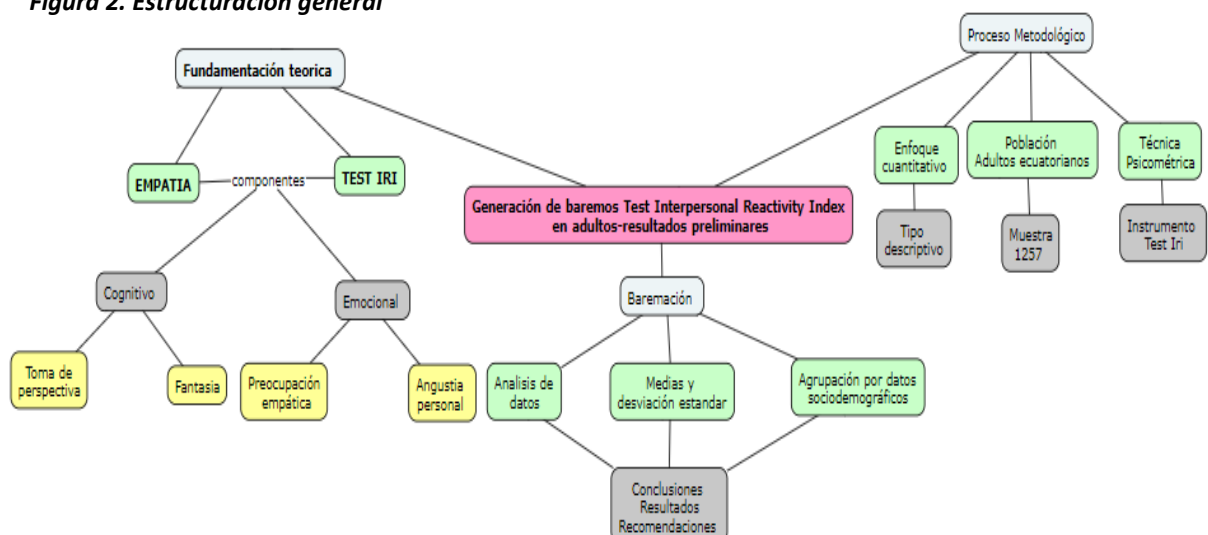 Figura 2. Estructuración general
Proceso Metodológico
Fundamentación teorica
Enfoque
cuantitativo
Población
Adultos ecuatorianos
Técnica
Psicométrica
EMPATIA
componentes
TEST IRI
Generación de baremos Test Interpersonal Reactivity Index
en adultos-resultados preliminares
Tipo
descriptivo
Muestra
1257
Instrumento
Test Iri
Cognitivo
Emocional
Baremación
Toma de
perspectiva
Fantasia
Preocupación
empática
Angustia
personal
Analisis de
datos
Medias y
desviación estandar
Agrupación por datos
sociodemográficos
Conclusiones
Resultados
Recomendaciones